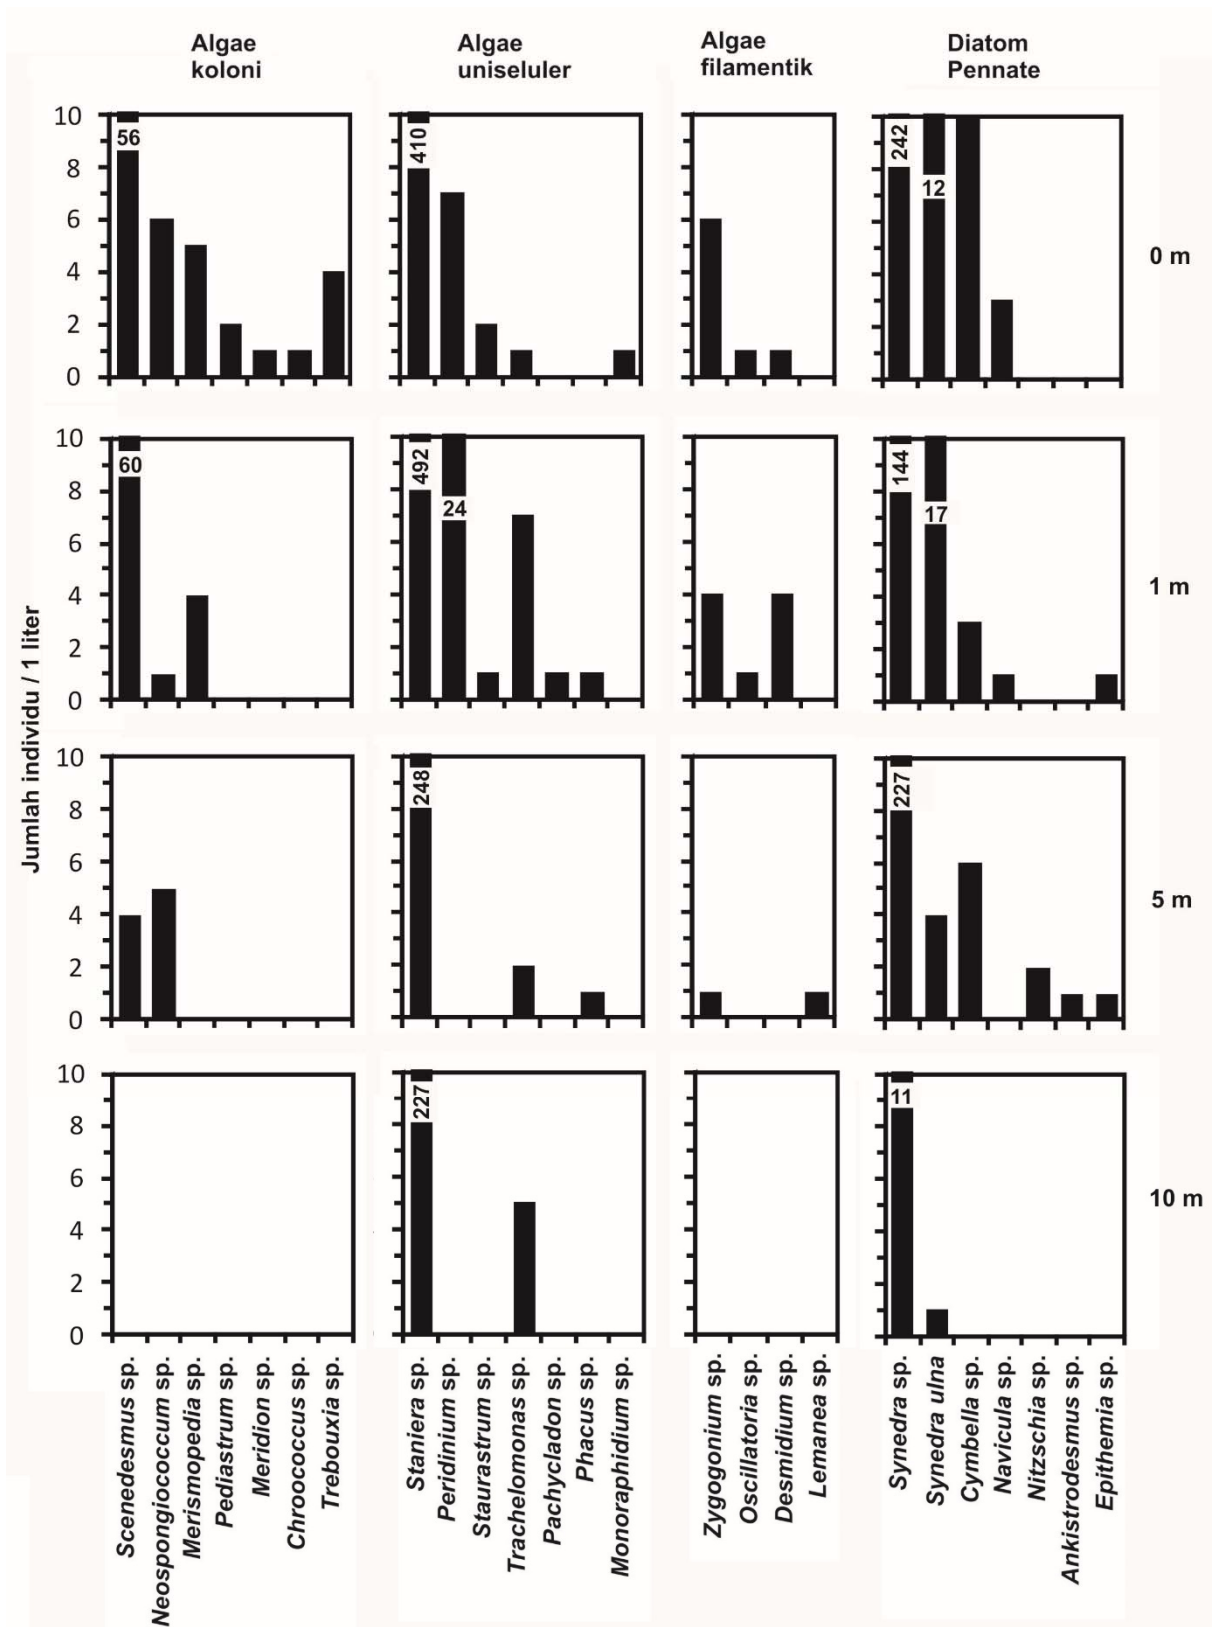 Algae
koloni
Algae
uniseluler
Algae
filamentik
Diatom
Pennate
Jumlah individu / 1 liter
10
8
6
4
2
0
56
410
242
12
0 m
10
8
6
4
2
0
60
492
24
144
17
1 m
10
8
6
4
2
0
248
227
5 m
10
8
6
4
2
0
227
11
10 m
Scenedesmus sp.
Neospongiococcum sp.
Merismopedia sp.
Pediastrum sp.
Meridion sp.
Chroococcus sp.
Trebouxia sp.
Staniera sp.
Peridinium sp.
Staurastrum sp.
Trachelomonas sp.
Pachycladon sp.
Phacus sp.
Monoraphidium sp.
Zygogonium sp.
Oscillatoria sp.
Desmidium sp.
Lemanea sp.
Synedra sp.
Synedra ulna
Cymbella sp.
Navicula sp.
Nitzschia sp.
Ankistrodesmus sp.
Epithemia sp.